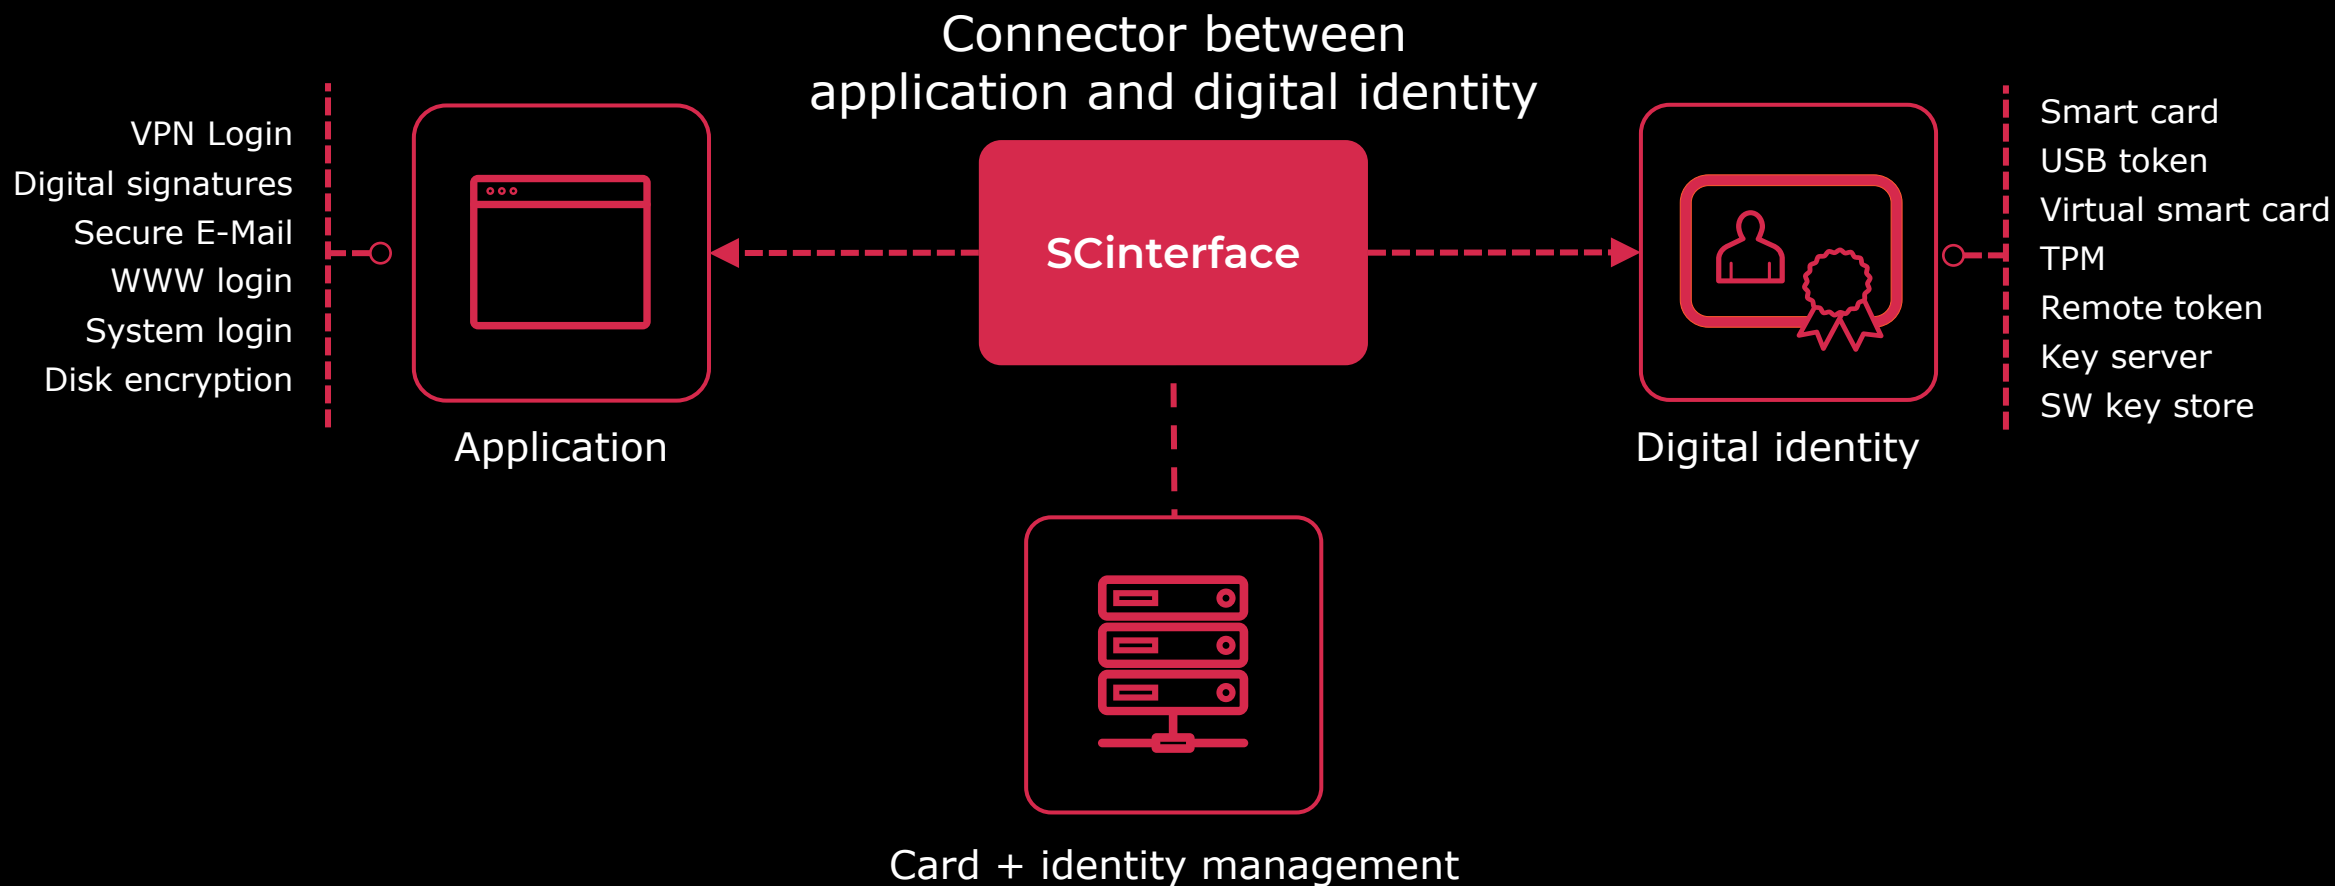 Connector between
application and digital identity
VPN Login
Digital signatures
Secure E-Mail
WWW login
System login
Disk encryption
Application
SCinterface
Smart card
USB token
Virtual smart card
TPM
Remote token
Key server
SW key store
Digital identity
Card + identity management